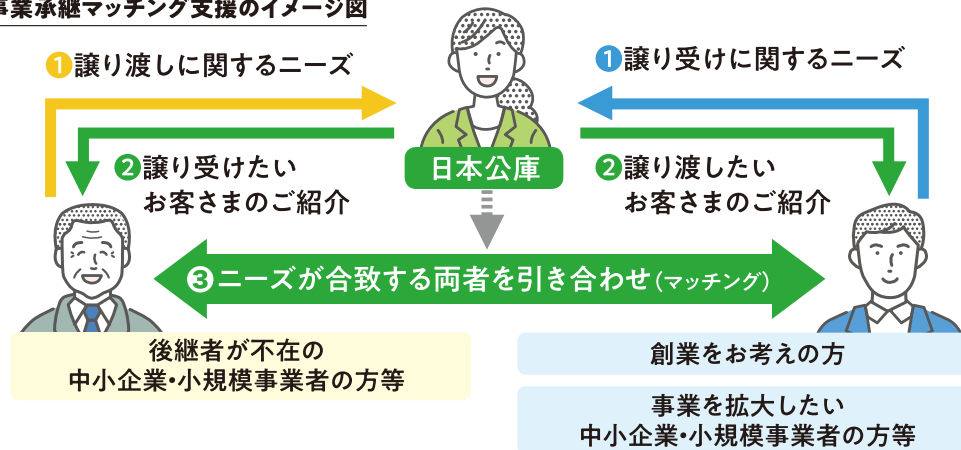 事業承継マッチング支援のイメージ図
❶譲り渡しに関するニーズ
❶譲り受けに関するニーズ
❷譲り受けたい
お客さまのご紹介
日本公庫
❷譲り渡したい
お客さまのご紹介
❸ニーズが合致する両者を引き合わせ(マッチング)
後継者が不在の
中小企業・小規模事業者の方等
創業をお考えの方
事業を拡大したい
中小企業・小規模事業者の方等